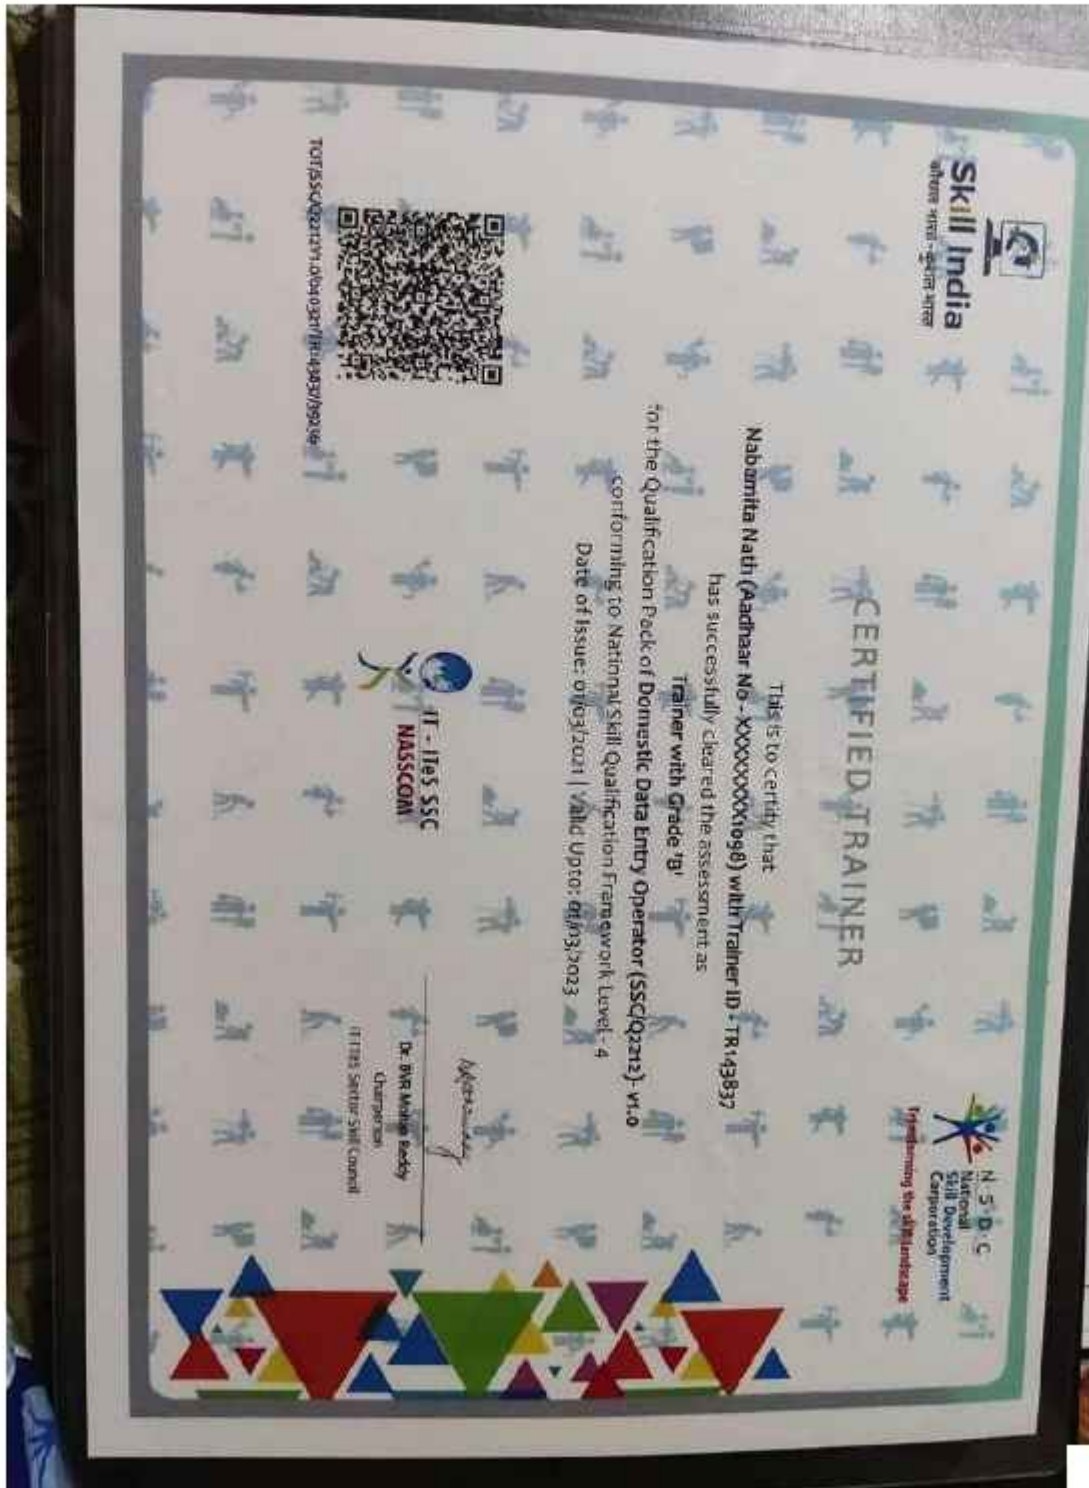 Skill India
कौशल भारत - कुशल भारत
N·S·D·C
National
Skill Development
Corporation
Transforming the skill landscape
CERTIFIED TRAINER
This is to certify that
Nabamita Nath (Aadhaar No - XXXXXXXX1098) with Trainer ID - TR143837
has successfully cleared the assessment as
Trainer with Grade 'B'
for the Qualification Pack of Domestic Data Entry Operator (SSC/Q2212)- v1.0
conforming to National Skill Qualification Framework Level - 4
Date of Issue: 01/03/2021 | Valid Upto: 01/03/2023
IT - ITeS SSC
NASSCOM
Dr. BVR Mohan Reddy
Chairperson
IT-ITeS Sector Skill Council